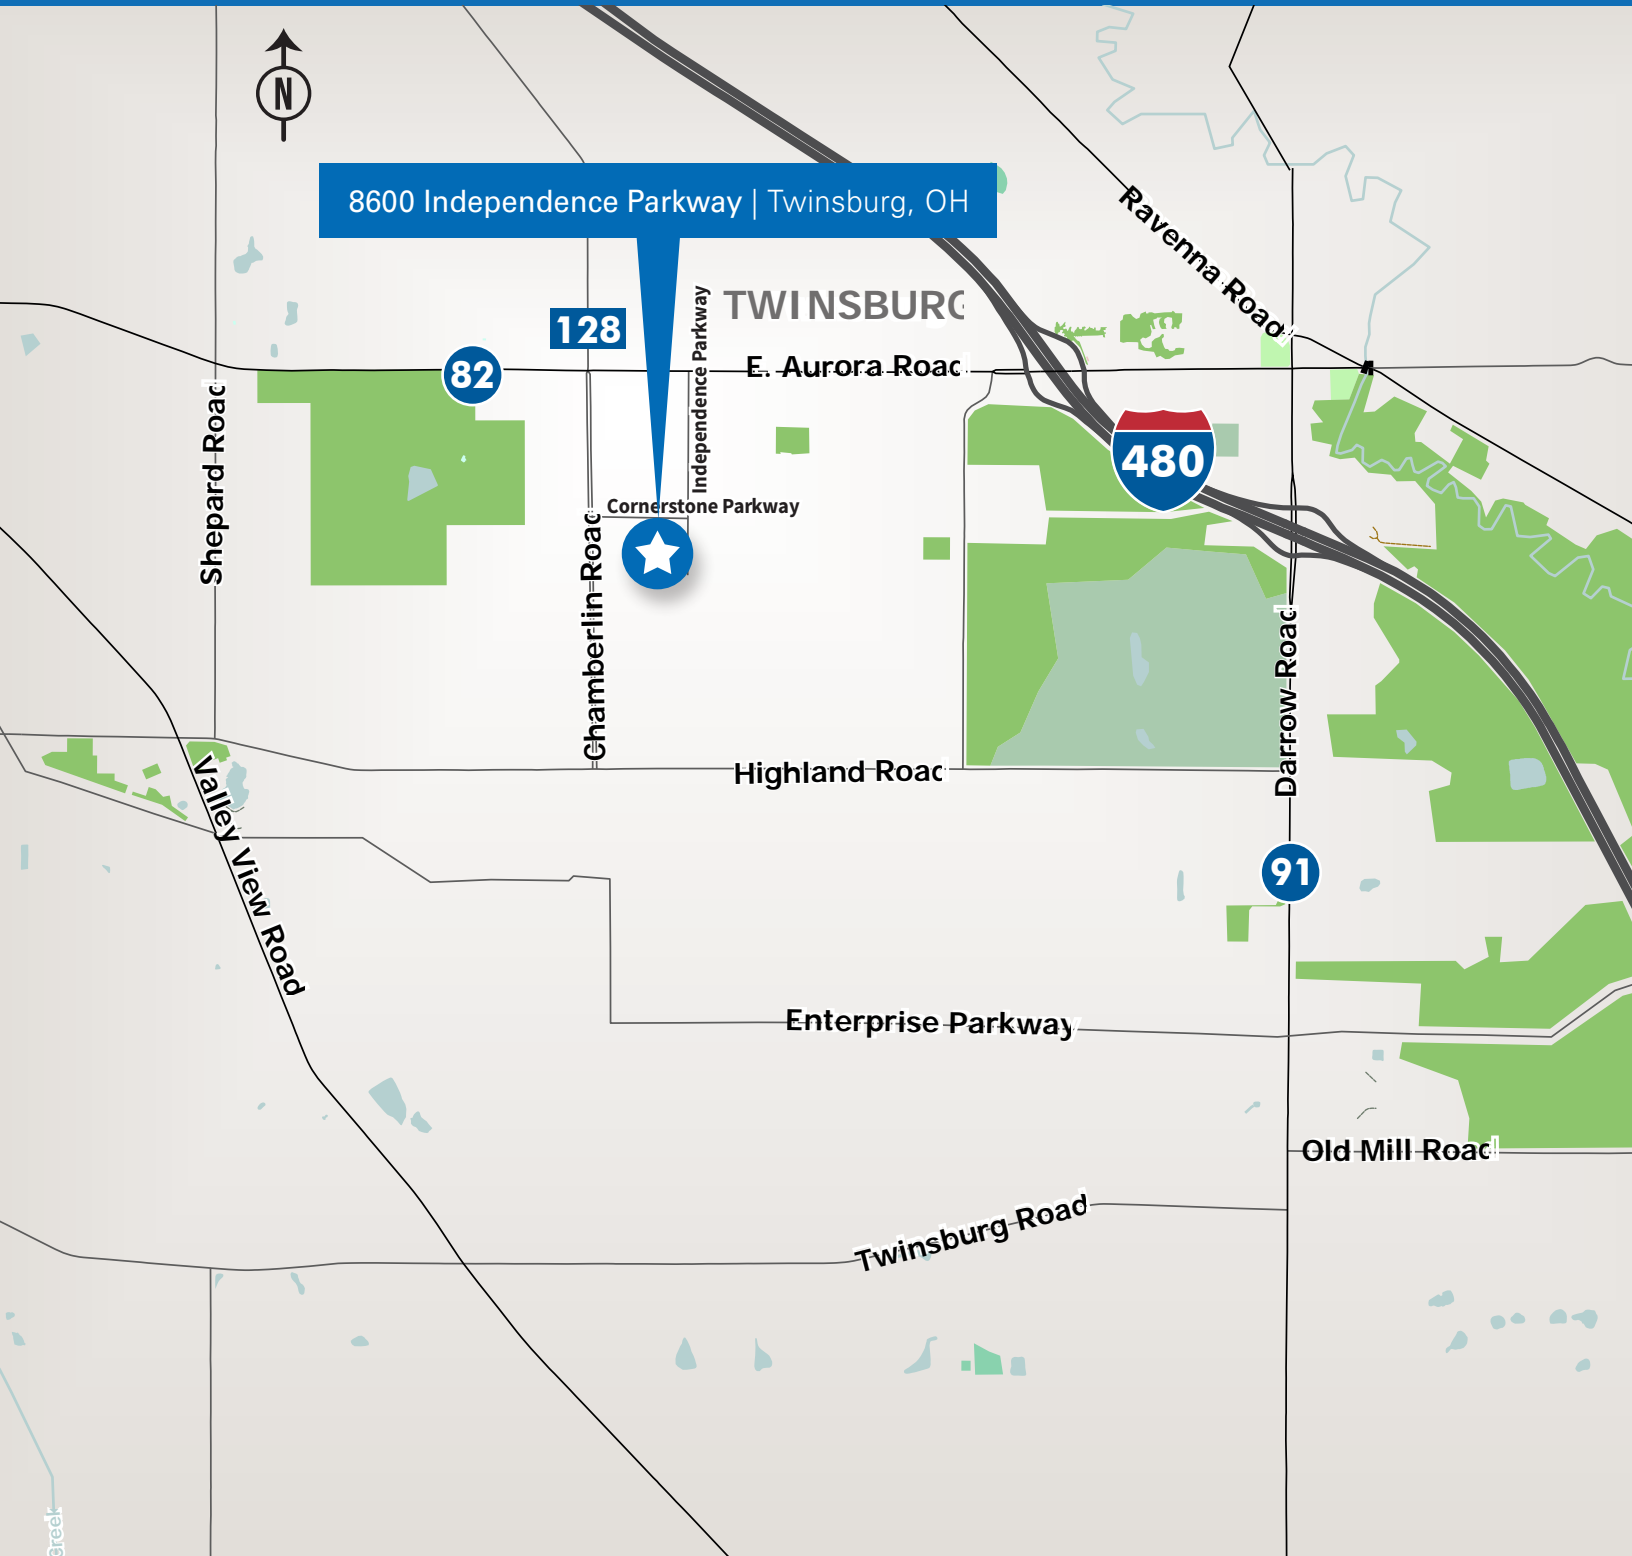 N
8600 Independence Parkway | Twinsburg, OH
Ravenna Road
TWINSBURG
128
Independence Parkway
E. Aurora Road
82
480
Shepard Road
Cornerstone Parkway
Chamberlin Road
Darrow Road
Highland Road
Valley View Road
91
Enterprise Parkway
Old Mill Road
Twinsburg Road
Creek